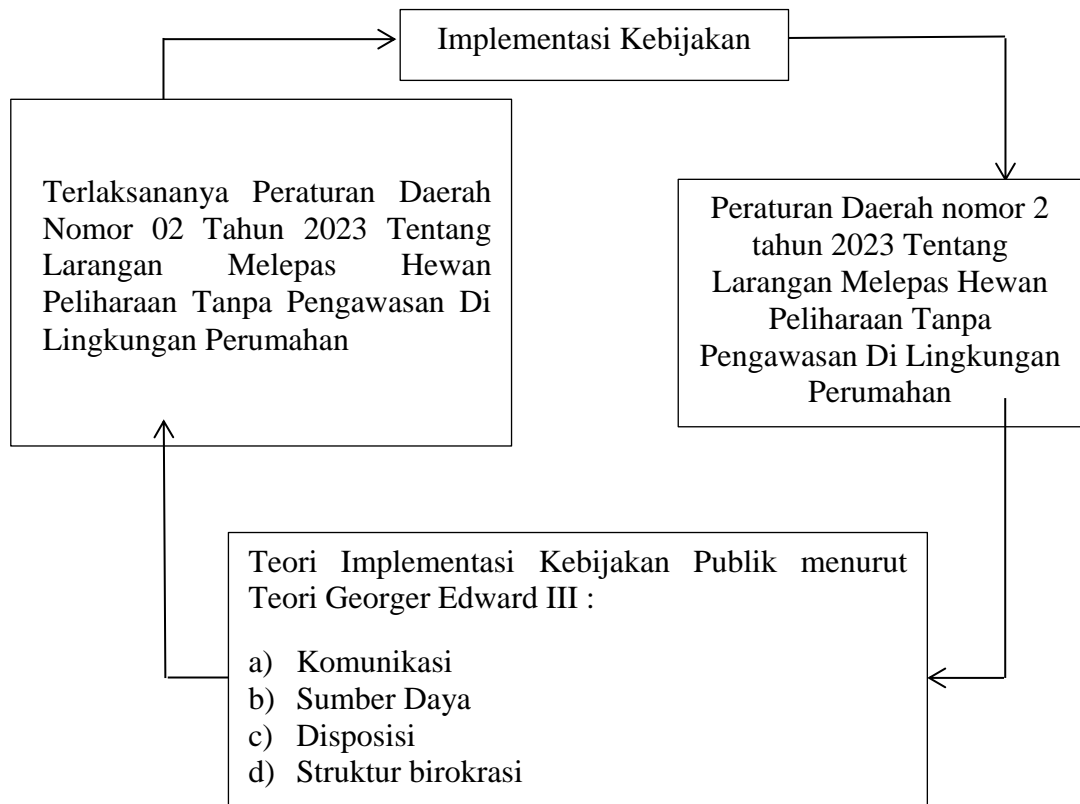 Implementasi Kebijakan
Terlaksananya Peraturan Daerah
Nomor 02 Tahun 2023 Tentang
Larangan Melepas Hewan
Peliharaan Tanpa Pengawasan Di
Lingkungan Perumahan
Peraturan Daerah nomor 2
tahun 2023 Tentang
Larangan Melepas Hewan
Peliharaan Tanpa
Pengawasan Di Lingkungan
Perumahan
Teori Implementasi Kebijakan Publik menurut
Teori Georger Edward III :
a) Komunikasi
b) Sumber Daya
c) Disposisi
d) Struktur birokrasi